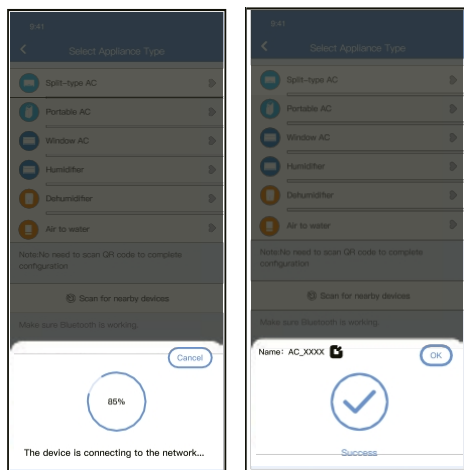 9:41
Select Appliance Type
Split-type AC
Portable AC
Window AC
Humidifier
Dehumidifier
Air to water
Note:No need to scan QR code to complete
configuration
Scan for nearby devices
Make sure Bluetooth is working.
Cancel
85%
The device is connecting to the network...
9:41
Select Appliance Type
Split-type AC
Portable AC
Window AC
Humidifier
Dehumidifier
Air to water
Note:No need to scan QR code to complete
configuration
Scan for nearby devices
Make sure Bluetooth is working.
Name: AC_XXXX
OK
Success